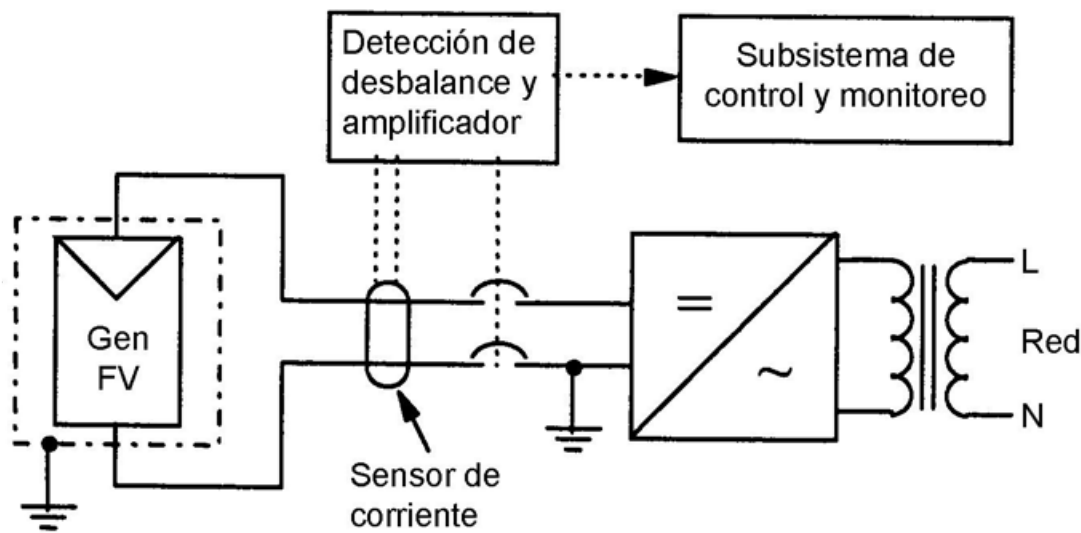 Detección de
desbalance y
amplificador
Subsistema de
control y monitoreo
Gen
FV
=
~
L
Red
N
Sensor de
corriente